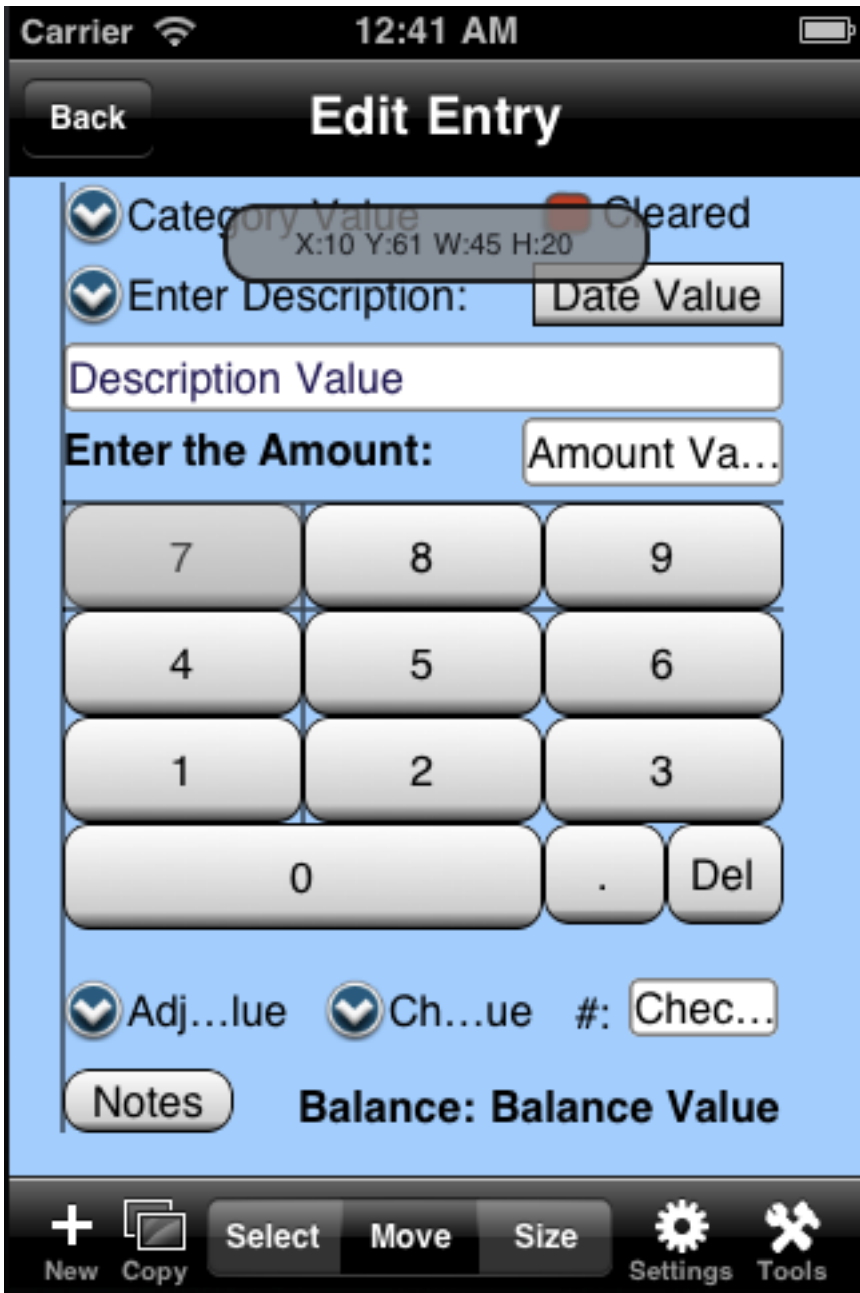 Carrier 12:41 AM
Back Edit Entry
Category Value Cleared
X:10 Y:61 W:45 H:20
Enter Description: Date Value
Description Value
Enter the Amount: Amount Va...
7 8 9
4 5 6
1 2 3
0 . Del
Adj...lue Ch...ue #: Chec...
Notes Balance: Balance Value
Select Move Size
New Copy Settings Tools